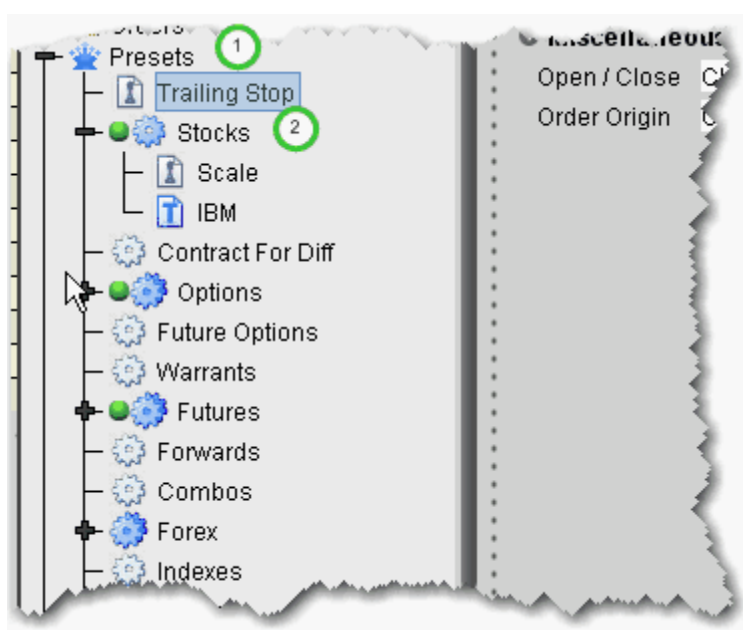 Presets 1
Trailing Stop
Stocks 2
Scale
IBM
Contract For Diff
Options
Future Options
Warrants
Futures
Forwards
Combos
Forex
Indexes
Miscellaneous
Open / Close
Order Origin